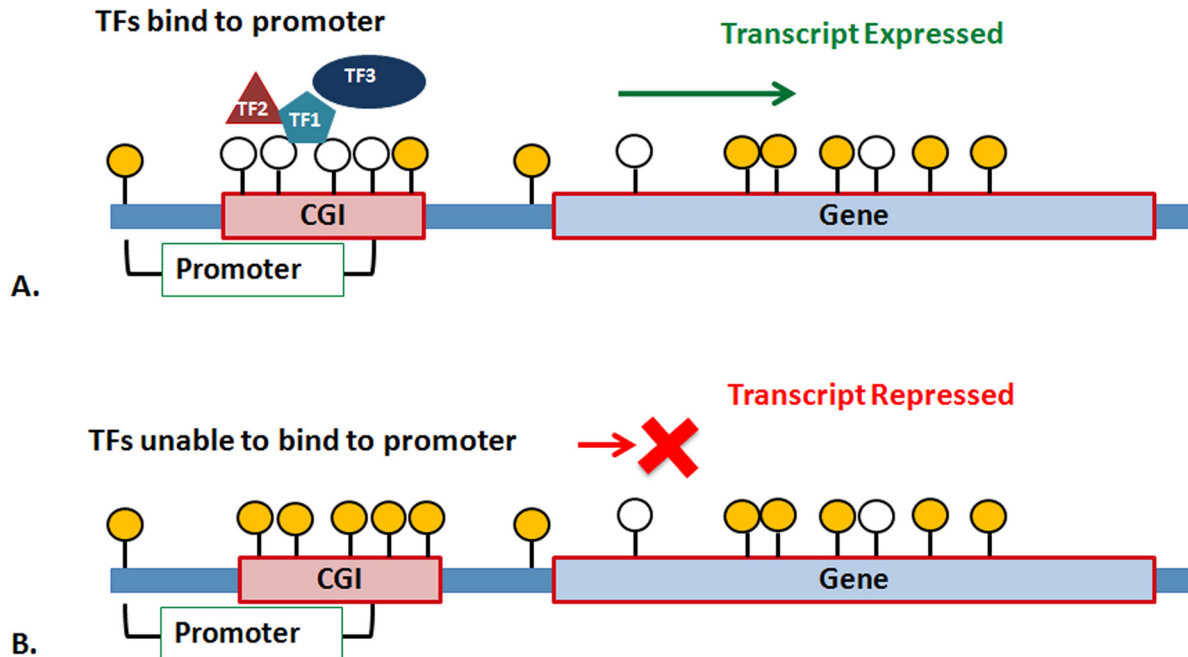 TFs bind to promoter
Transcript Expressed
TF3
TF2
TF1
CGI
Gene
Promoter
A.
Transcript Repressed
TFs unable to bind to promoter
CGI
Gene
Promoter
B.